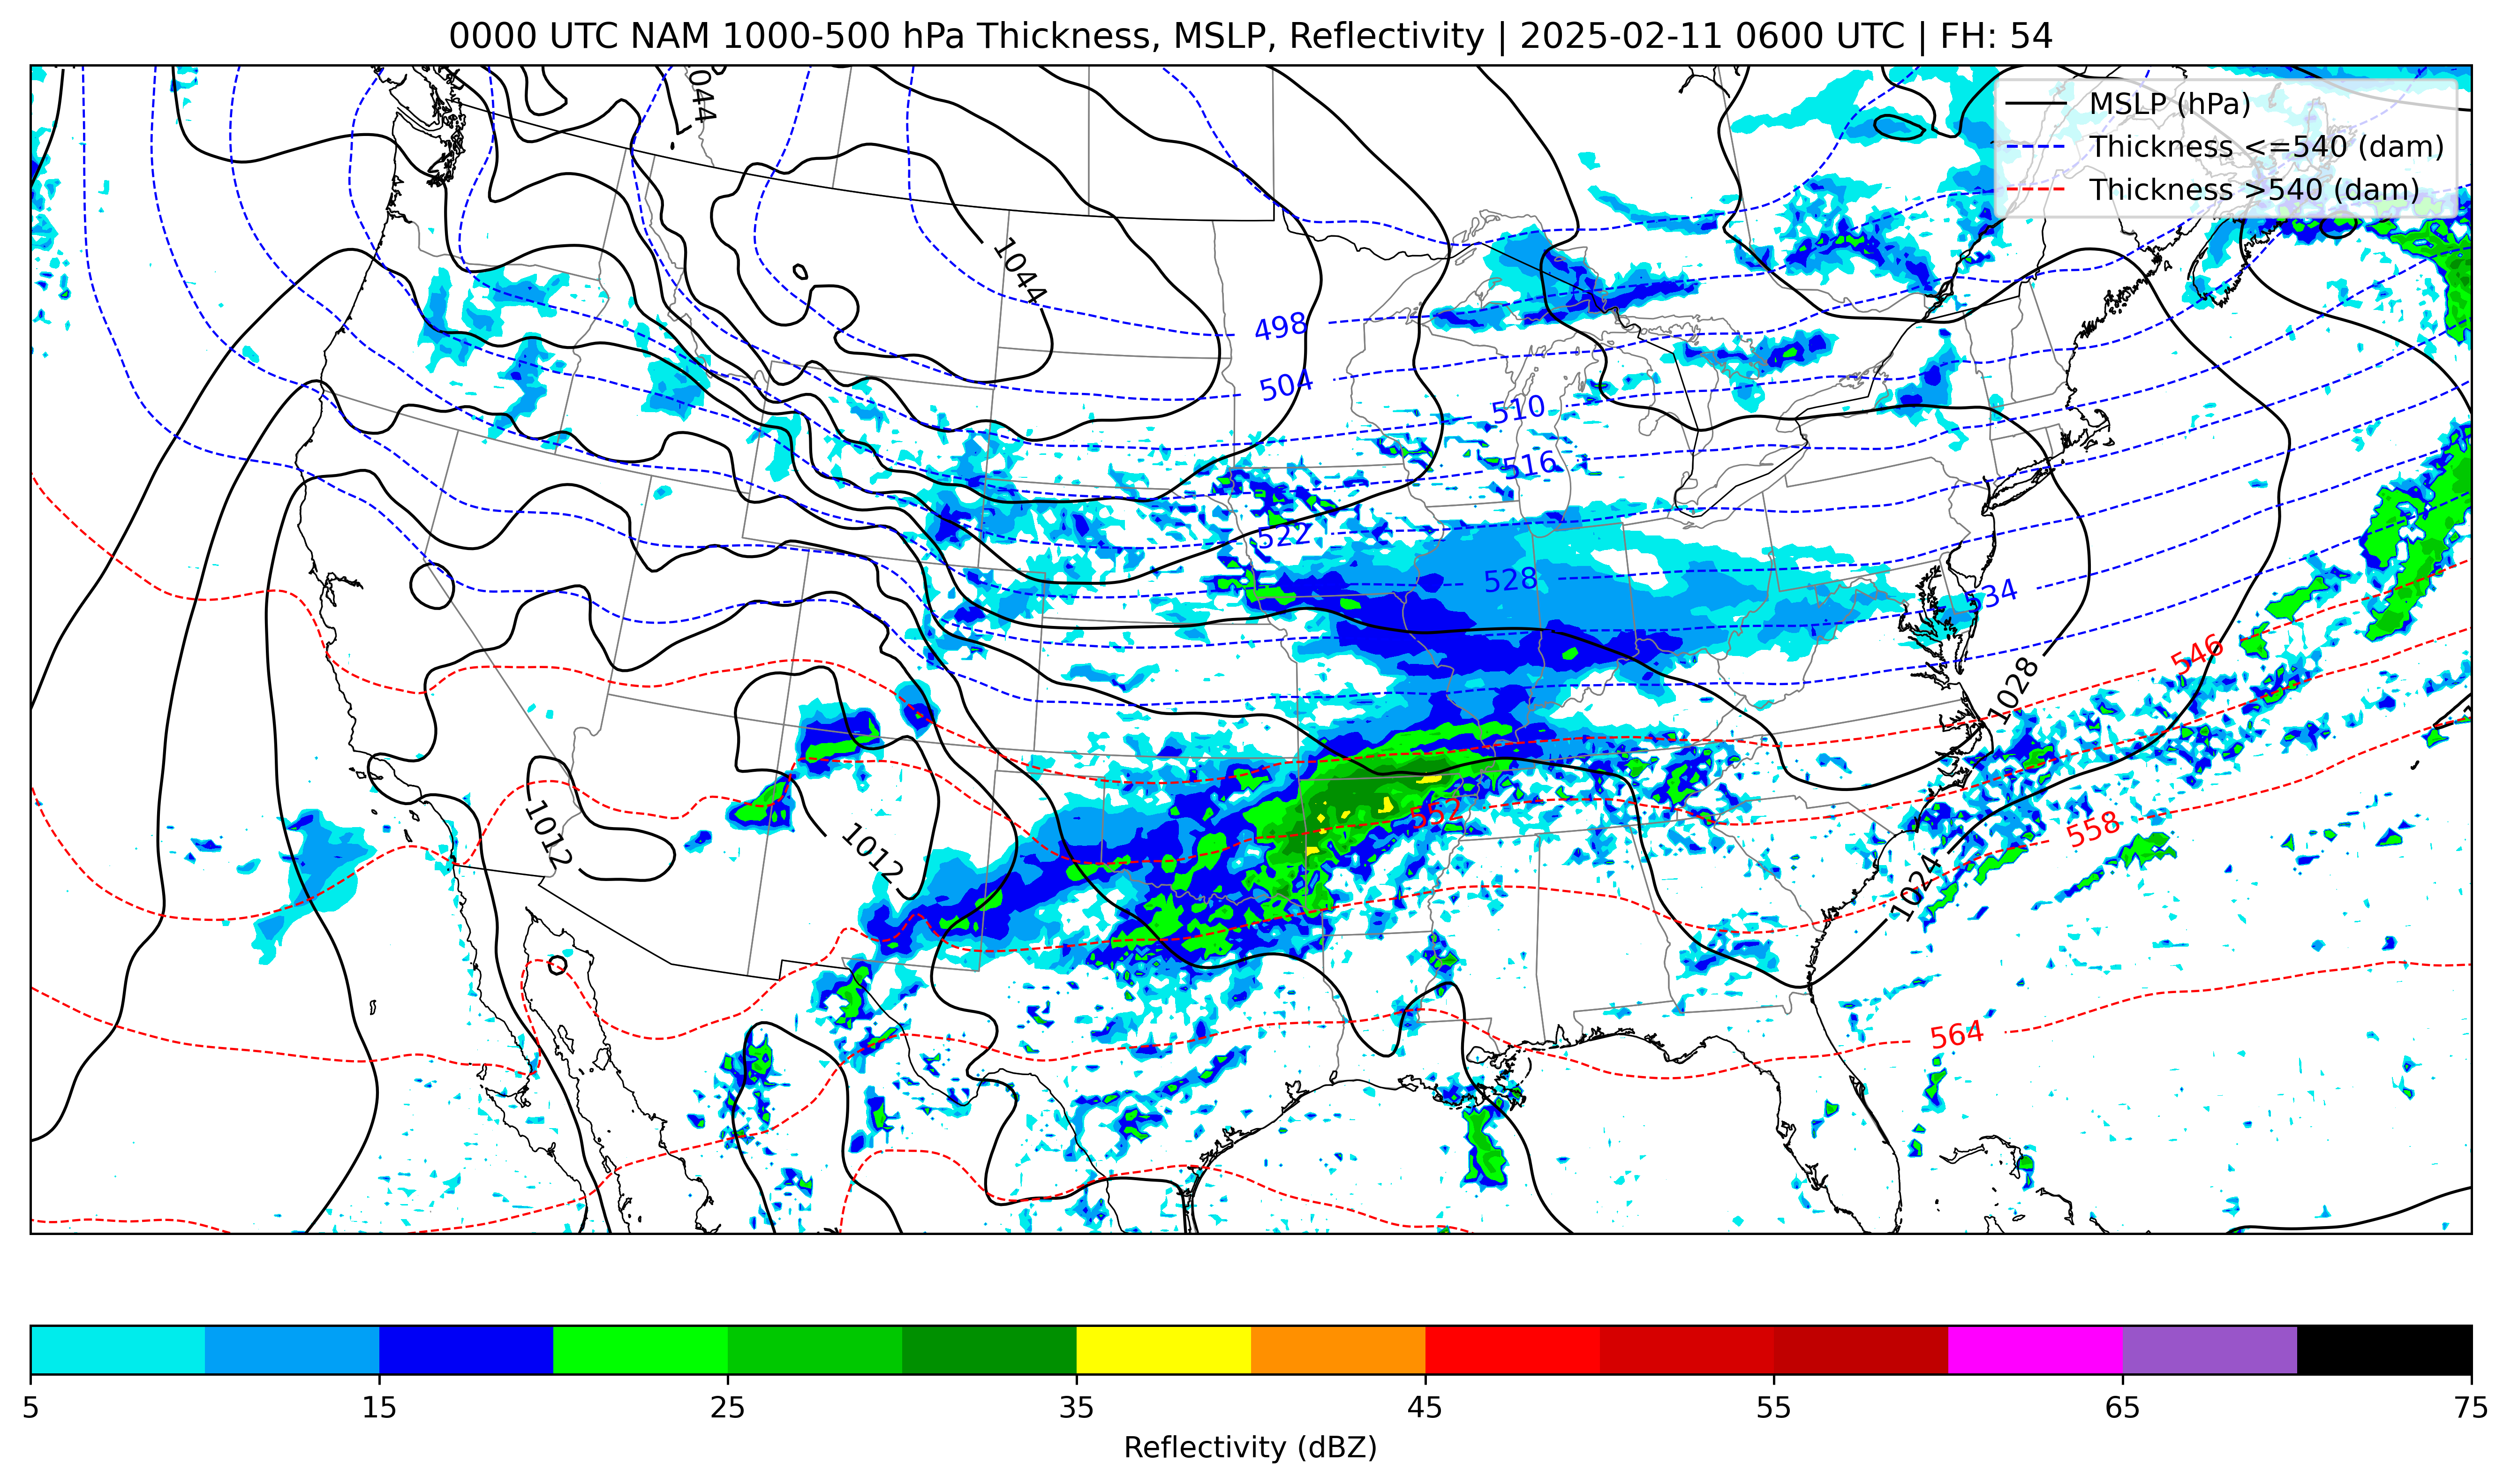 0000 UTC NAM 1000-500 hPa Thickness, MSLP, Reflectivity | 2025-02-11 0600 UTC | FH: 54
MSLP (hPa)
Thickness <=540 (dam)
Thickness >540 (dam)
1044
1044
498
504
510
516
522
528
534
546
1028
552
558
1012
1012
1024
564
5 15 25 35 45 55 65 75
Reflectivity (dBZ)